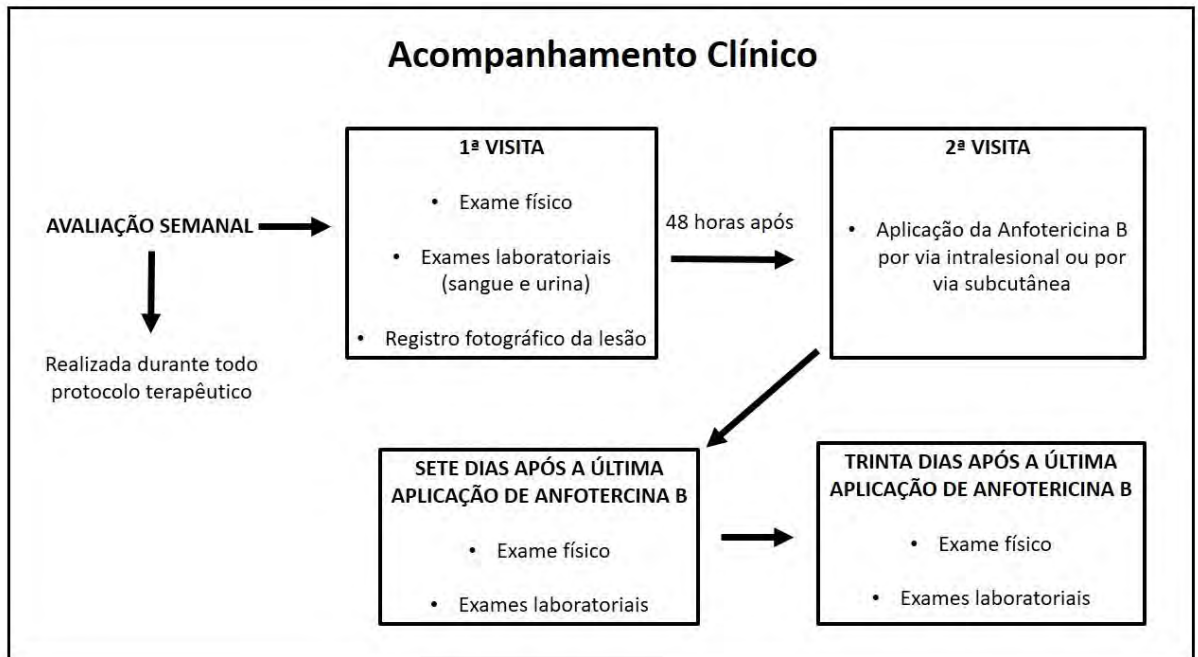 Acompanhamento Clínico
AVALIAÇÃO SEMANAL
Realizada durante todo
protocolo terapêutico
1ª VISITA
• Exame físico
• Exames laboratoriais
(sangue e urina)
• Registro fotográfico da lesão
48 horas após
2ª VISITA
• Aplicação da Anfotericina B
por via intralesional ou por
via subcutânea
SETE DIAS APÓS A ÚLTIMA
APLICAÇÃO DE ANFOTERCINA B
• Exame físico
• Exames laboratoriais
TRINTA DIAS APÓS A ÚLTIMA
APLICAÇÃO DE ANFOTERICINA B
• Exame físico
• Exames laboratoriais